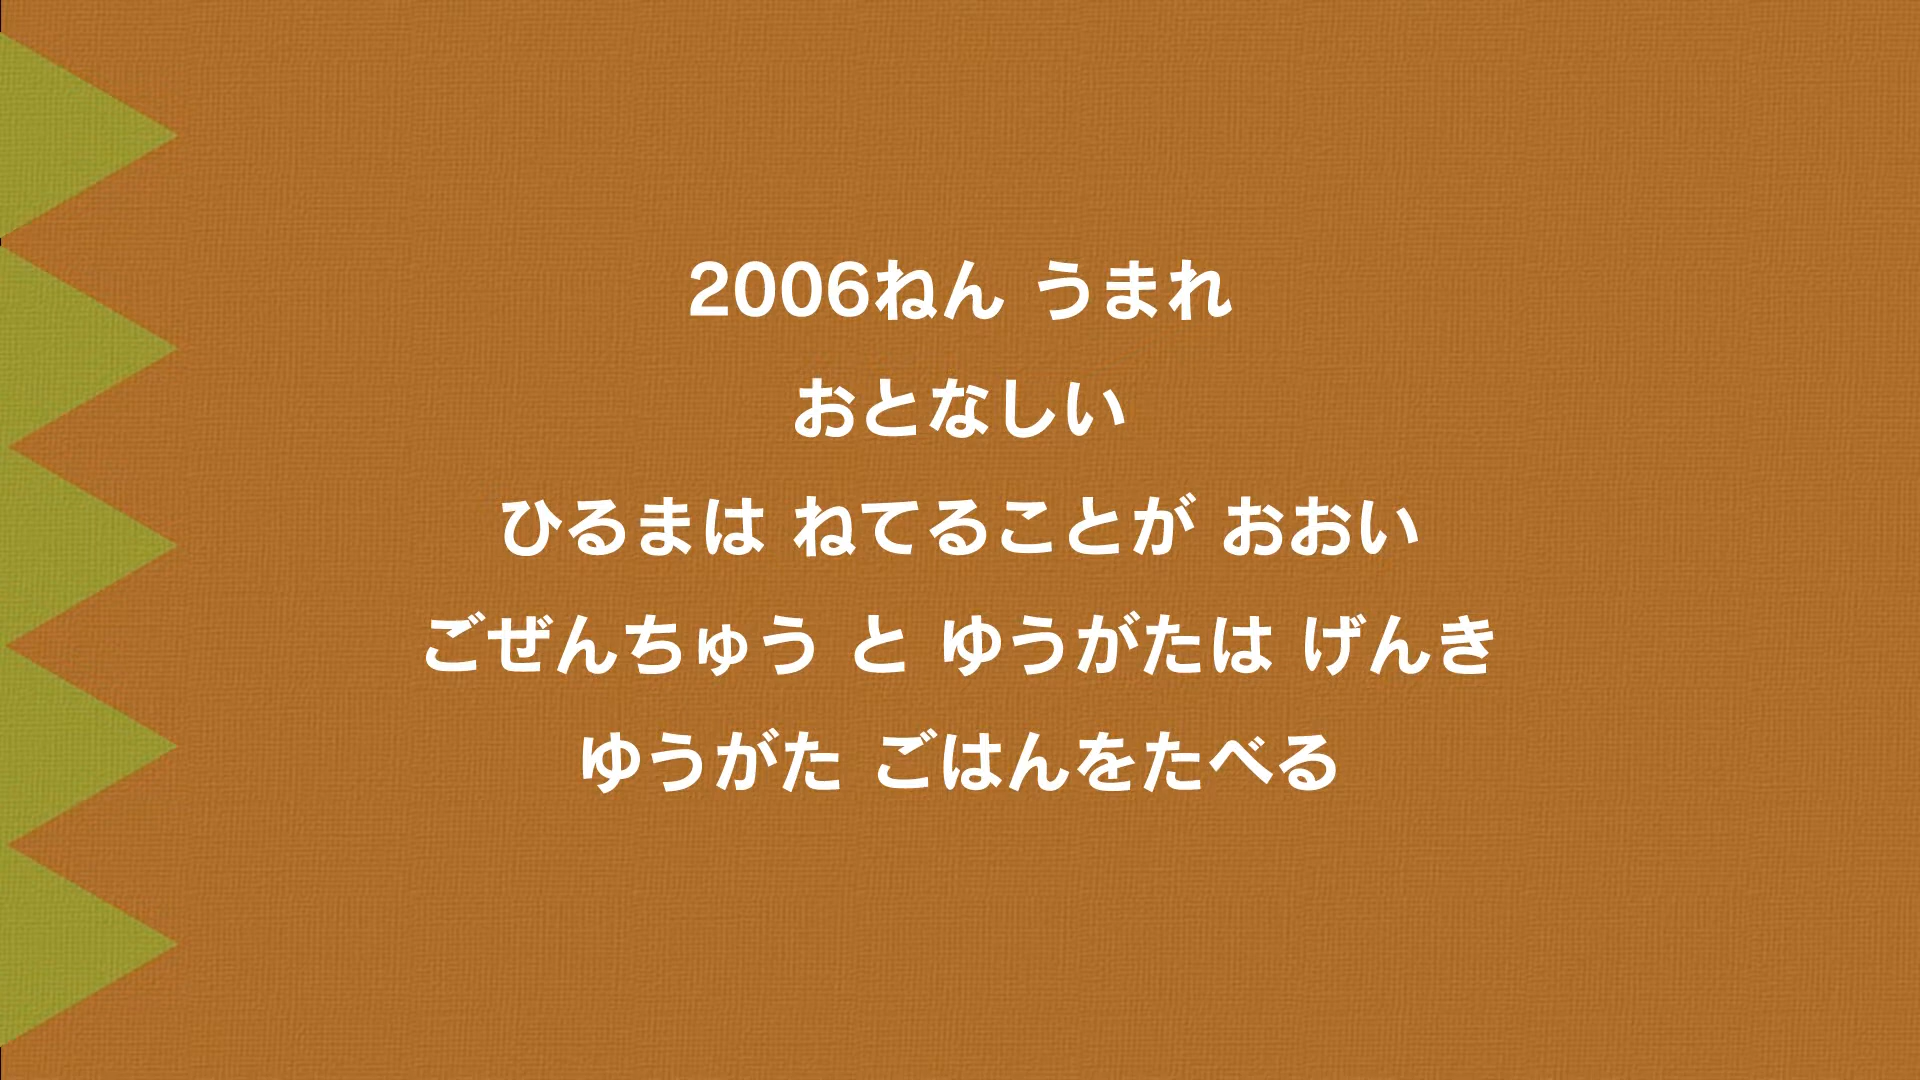 2006ねん うまれ
おとなしい
ひるまは ねてることが おおい
ごぜんちゅう と ゆうがたは げんき
ゆうがた ごはんをたべる